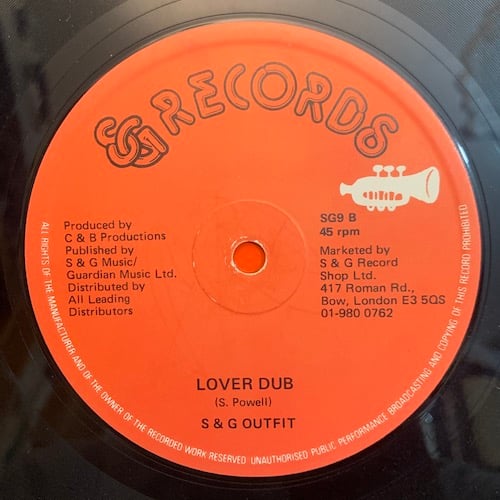 SG RECORDS
Produced by
C & B Productions
Published by
S & G Music/
Guardian Music Ltd.
Distributed by
All Leading
Distributors
SG9 B
45 rpm
Marketed by
S & G Record
Shop Ltd.
417 Roman Rd.,
Bow, London E3 5QS
01-980 0762
LOVER DUB
(S. Powell)
S & G OUTFIT
ALL RIGHTS OF THE MANUFACTURER AND OF THE OWNER OF THE RECORDED WORK RESERVED UNAUTHORISED PUBLIC PERFORMANCE BROADCASTING AND COPYING OF THIS RECORD PROHIBITED